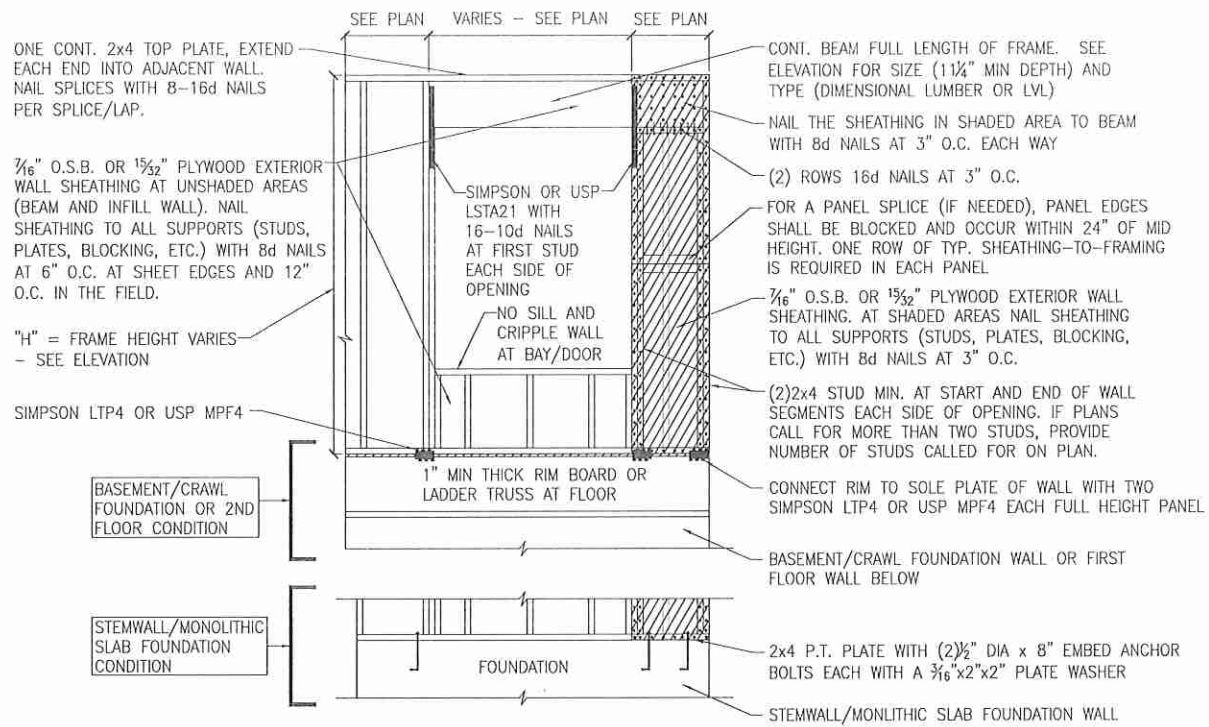 SEE PLAN
VARIES – SEE PLAN
SEE PLAN
ONE CONT. 2x4 TOP PLATE, EXTEND
EACH END INTO ADJACENT WALL.
NAIL SPLICES WITH 8–16d NAILS
PER SPLICE/LAP.
7/16" O.S.B. OR 15/32" PLYWOOD EXTERIOR
WALL SHEATHING AT UNSHADED AREAS
(BEAM AND INFILL WALL). NAIL
SHEATHING TO ALL SUPPORTS (STUDS,
PLATES, BLOCKING, ETC.) WITH 8d NAILS
AT 6" O.C. AT SHEET EDGES AND 12"
O.C. IN THE FIELD.
"H" = FRAME HEIGHT VARIES
– SEE ELEVATION
SIMPSON LTP4 OR USP MPF4
BASEMENT/CRAWL
FOUNDATION OR 2ND
FLOOR CONDITION
STEMWALL/MONOLITHIC
SLAB FOUNDATION
CONDITION
SIMPSON OR USP
LSTA21 WITH
16–10d NAILS
AT FIRST STUD
EACH SIDE OF
OPENING
NO SILL AND
CRIPPLE WALL
AT BAY/DOOR
1" MIN THICK RIM BOARD OR
LADDER TRUSS AT FLOOR
FOUNDATION
CONT. BEAM FULL LENGTH OF FRAME. SEE
ELEVATION FOR SIZE (11¼" MIN DEPTH) AND
TYPE (DIMENSIONAL LUMBER OR LVL)
NAIL THE SHEATHING IN SHADED AREA TO BEAM
WITH 8d NAILS AT 3" O.C. EACH WAY
(2) ROWS 16d NAILS AT 3" O.C.
FOR A PANEL SPLICE (IF NEEDED), PANEL EDGES
SHALL BE BLOCKED AND OCCUR WITHIN 24" OF MID
HEIGHT. ONE ROW OF TYP. SHEATHING–TO–FRAMING
IS REQUIRED IN EACH PANEL
7/16" O.S.B. OR 15/32" PLYWOOD EXTERIOR WALL
SHEATHING. AT SHADED AREAS NAIL SHEATHING
TO ALL SUPPORTS (STUDS, PLATES, BLOCKING,
ETC.) WITH 8d NAILS AT 3" O.C.
(2)2x4 STUD MIN. AT START AND END OF WALL
SEGMENTS EACH SIDE OF OPENING. IF PLANS
CALL FOR MORE THAN TWO STUDS, PROVIDE
NUMBER OF STUDS CALLED FOR ON PLAN.
CONNECT RIM TO SOLE PLATE OF WALL WITH TWO
SIMPSON LTP4 OR USP MPF4 EACH FULL HEIGHT PANEL
BASEMENT/CRAWL FOUNDATION WALL OR FIRST
FLOOR WALL BELOW
2x4 P.T. PLATE WITH (2)½" DIA x 8" EMBED ANCHOR
BOLTS EACH WITH A 3/16"x2"x2" PLATE WASHER
STEMWALL/MONLITHIC SLAB FOUNDATION WALL